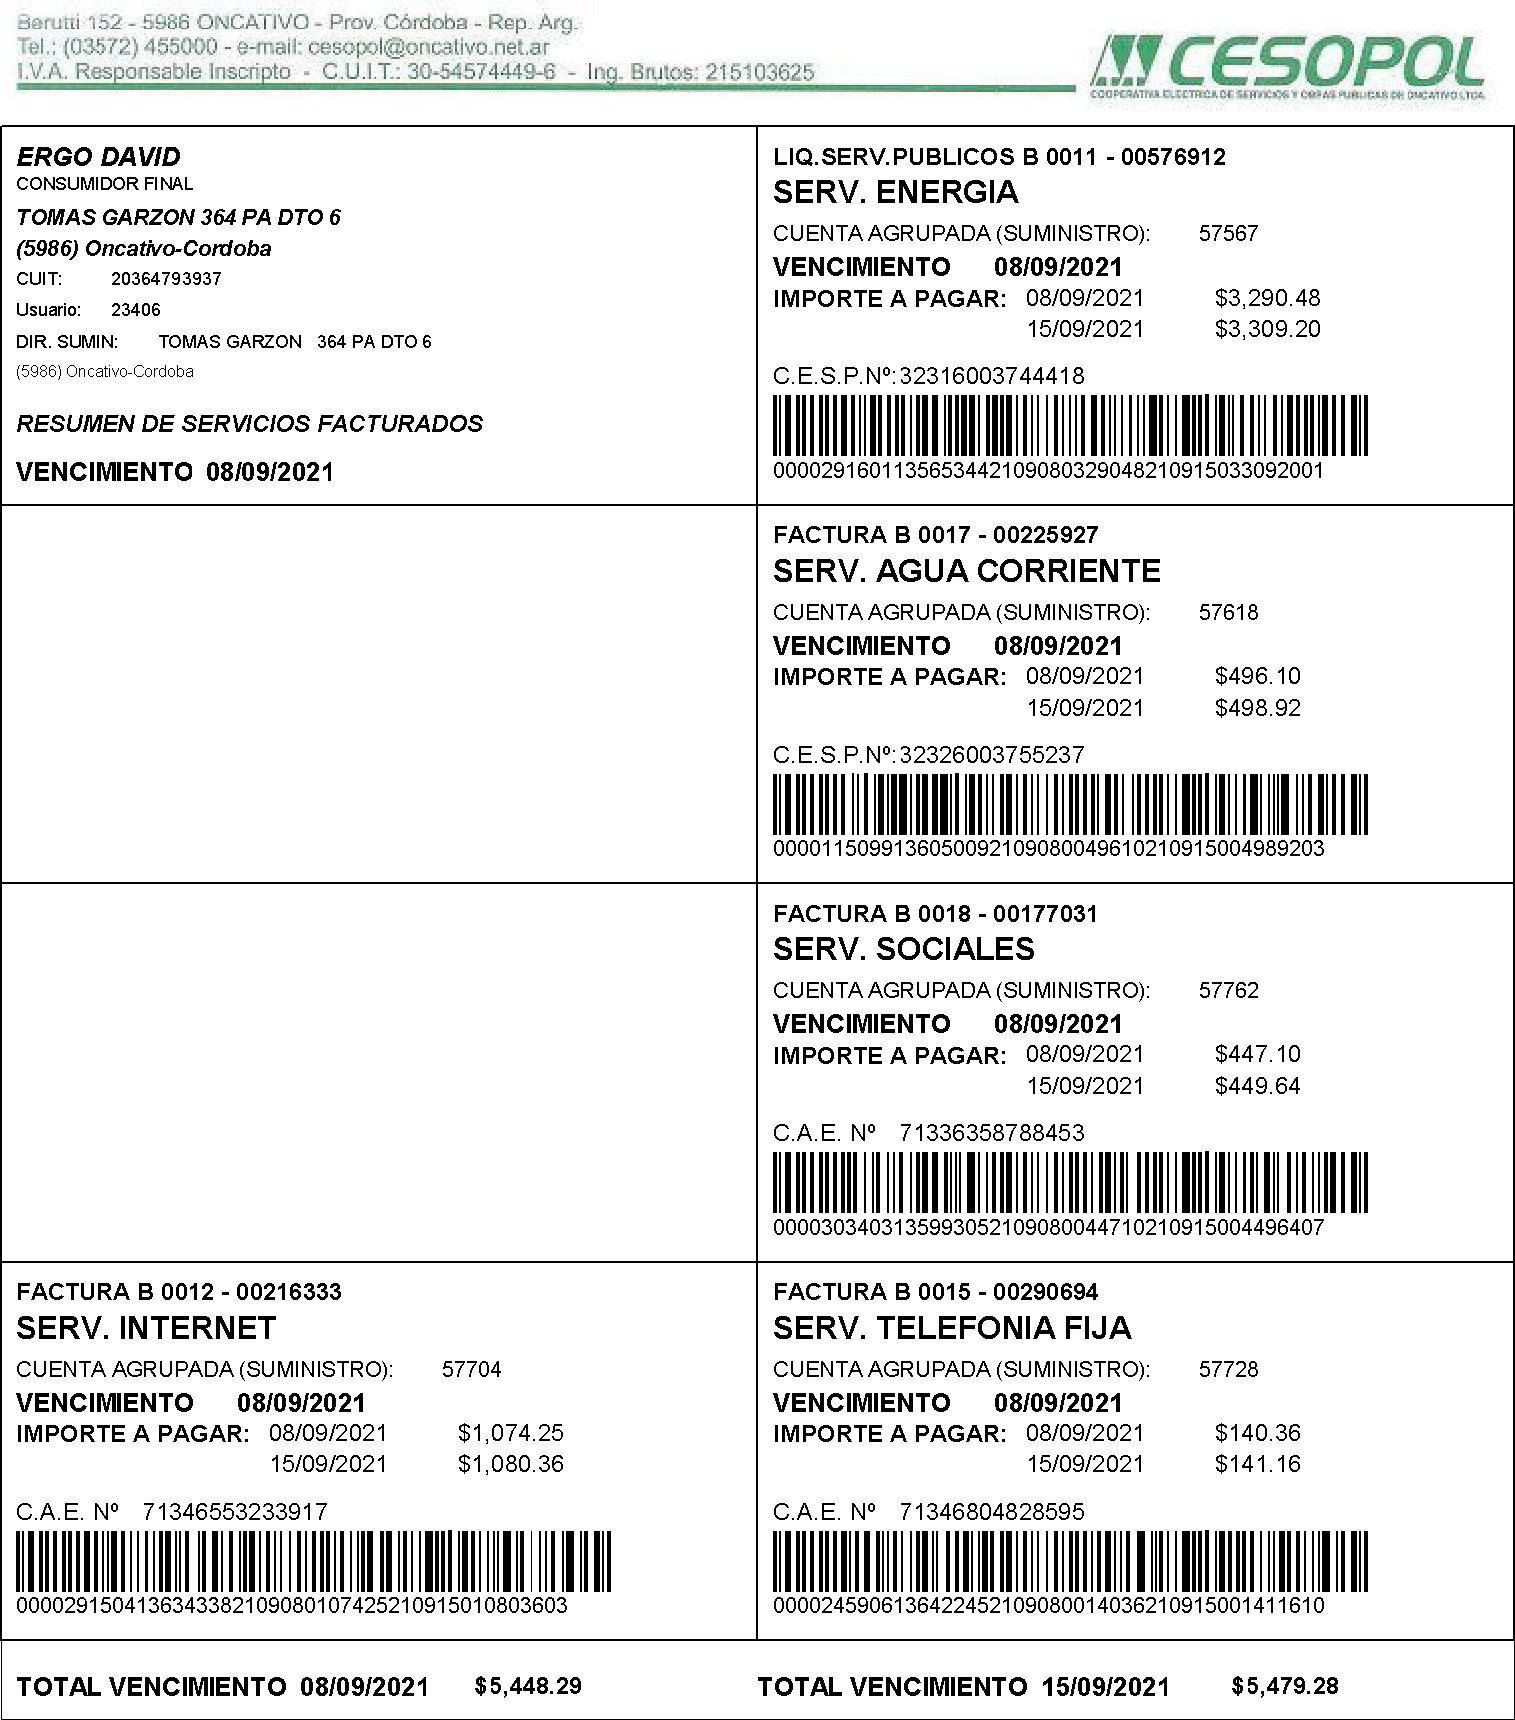 Berutti 152 - 5986 ONCATIVO - Prov. Córdoba - Rep. Arg.
Tel.: (03572) 455000 - e-mail: cesopol@oncativo.net.ar
I.V.A. Responsable Inscripto - C.U.I.T.: 30-54574449-6 - Ing. Brutos: 215103625
CESOPOL
COOPERATIVA ELECTRICA DE SERVICIOS Y OBRAS PUBLICAS DE ONCATIVO LTDA.
ERGO DAVID
CONSUMIDOR FINAL
TOMAS GARZON 364 PA DTO 6
(5986) Oncativo-Cordoba
CUIT: 20364793937
Usuario: 23406
DIR. SUMIN: TOMAS GARZON 364 PA DTO 6
(5986) Oncativo-Cordoba
RESUMEN DE SERVICIOS FACTURADOS
VENCIMIENTO 08/09/2021
LIQ.SERV.PUBLICOS B 0011 - 00576912
SERV. ENERGIA
CUENTA AGRUPADA (SUMINISTRO): 57567
VENCIMIENTO 08/09/2021
IMPORTE A PAGAR: 08/09/2021 $3,290.48
15/09/2021 $3,309.20
C.E.S.P.Nº: 32316003744418
0000291601135653442109080329048210915033092001
FACTURA B 0017 - 00225927
SERV. AGUA CORRIENTE
CUENTA AGRUPADA (SUMINISTRO): 57618
VENCIMIENTO 08/09/2021
IMPORTE A PAGAR: 08/09/2021 $496.10
15/09/2021 $498.92
C.E.S.P.Nº: 32326003755237
0000115099136050092109080049610210915004989203
FACTURA B 0018 - 00177031
SERV. SOCIALES
CUENTA AGRUPADA (SUMINISTRO): 57762
VENCIMIENTO 08/09/2021
IMPORTE A PAGAR: 08/09/2021 $447.10
15/09/2021 $449.64
C.A.E. Nº 71336358788453
0000303403135993052109080044710210915004496407
FACTURA B 0012 - 00216333
SERV. INTERNET
CUENTA AGRUPADA (SUMINISTRO): 57704
VENCIMIENTO 08/09/2021
IMPORTE A PAGAR: 08/09/2021 $1,074.25
15/09/2021 $1,080.36
C.A.E. Nº 71346553233917
0000291504136343382109080107425210915010803603
FACTURA B 0015 - 00290694
SERV. TELEFONIA FIJA
CUENTA AGRUPADA (SUMINISTRO): 57728
VENCIMIENTO 08/09/2021
IMPORTE A PAGAR: 08/09/2021 $140.36
15/09/2021 $141.16
C.A.E. Nº 71346804828595
0000245906136422452109080014036210915001411610
TOTAL VENCIMIENTO 08/09/2021 $5,448.29
TOTAL VENCIMIENTO 15/09/2021 $5,479.28